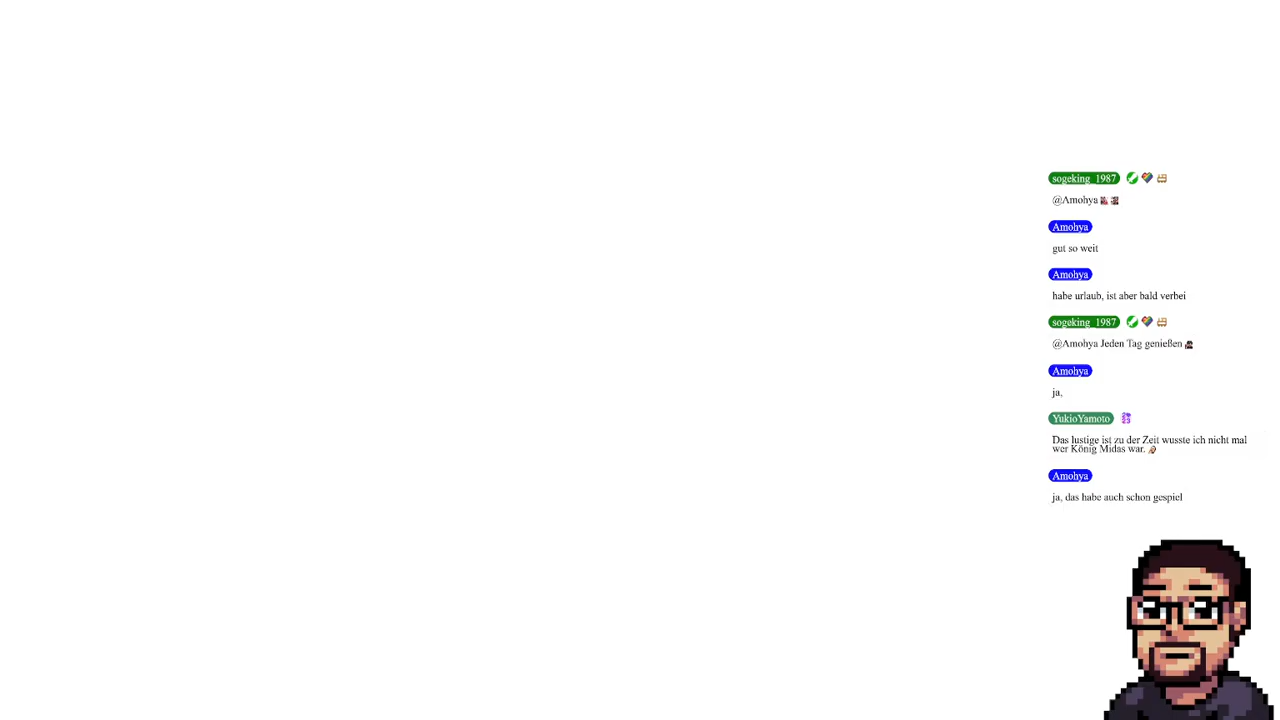 sogeking_1987
@Amohya
Amohya
gut so weit
Amohya
habe urlaub, ist aber bald verbei
sogeking_1987
@Amohya Jeden Tag genießen
Amohya
ja,
YukioYamoto
Das lustige ist zu der Zeit wusste ich nicht mal
wer König Midas war.
Amohya
ja, das habe auch schon gespiel